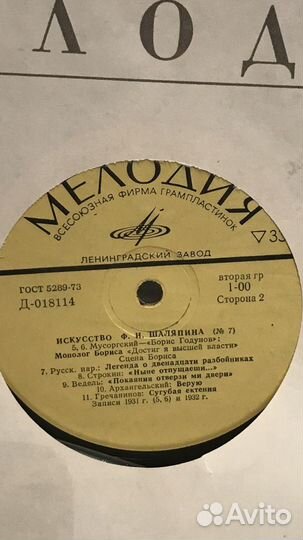 ЛОД
МЕЛОДИЯ
ВСЕСОЮЗНАЯ ФИРМА ГРАМПЛАСТИНОК
ЛЕНИНГРАДСКИЙ ЗАВОД
▽33
ГОСТ 5289-73
Д-018114
вторая гр
1-00
Сторона 2
ИСКУССТВО Ф. И. ШАЛЯПИНА (№ 7)
5, 6. Мусоргский—«Борис Годунов»:
Монолог Бориса «Достиг я высшей власти»
Сцена Бориса
7. Русск. нар.: Легенда о двенадцати разбойниках
8. Строкин: «Ныне отпущаеши...»
9. Ведель: «Покаяния отверзи ми двери»
10. Архангельский: Верую
11. Гречанинов: Сугубая ектения
Записи 1931 г. (5, 6) и 1932 г.
Avito